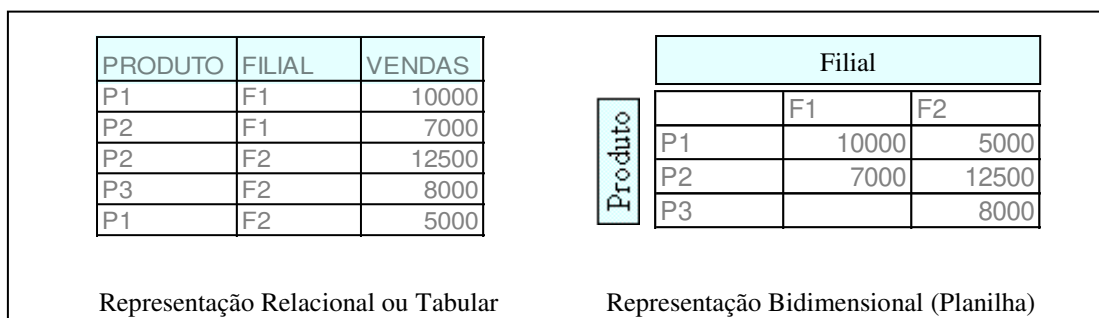 PRODUTO FILIAL VENDAS
P1 F1 10000
P2 F1 7000
P2 F2 12500
P3 F2 8000
P1 F2 5000
Representação Relacional ou Tabular
Filial
Produto
F1 F2
P1 10000 5000
P2 7000 12500
P3 8000
Representação Bidimensional (Planilha)